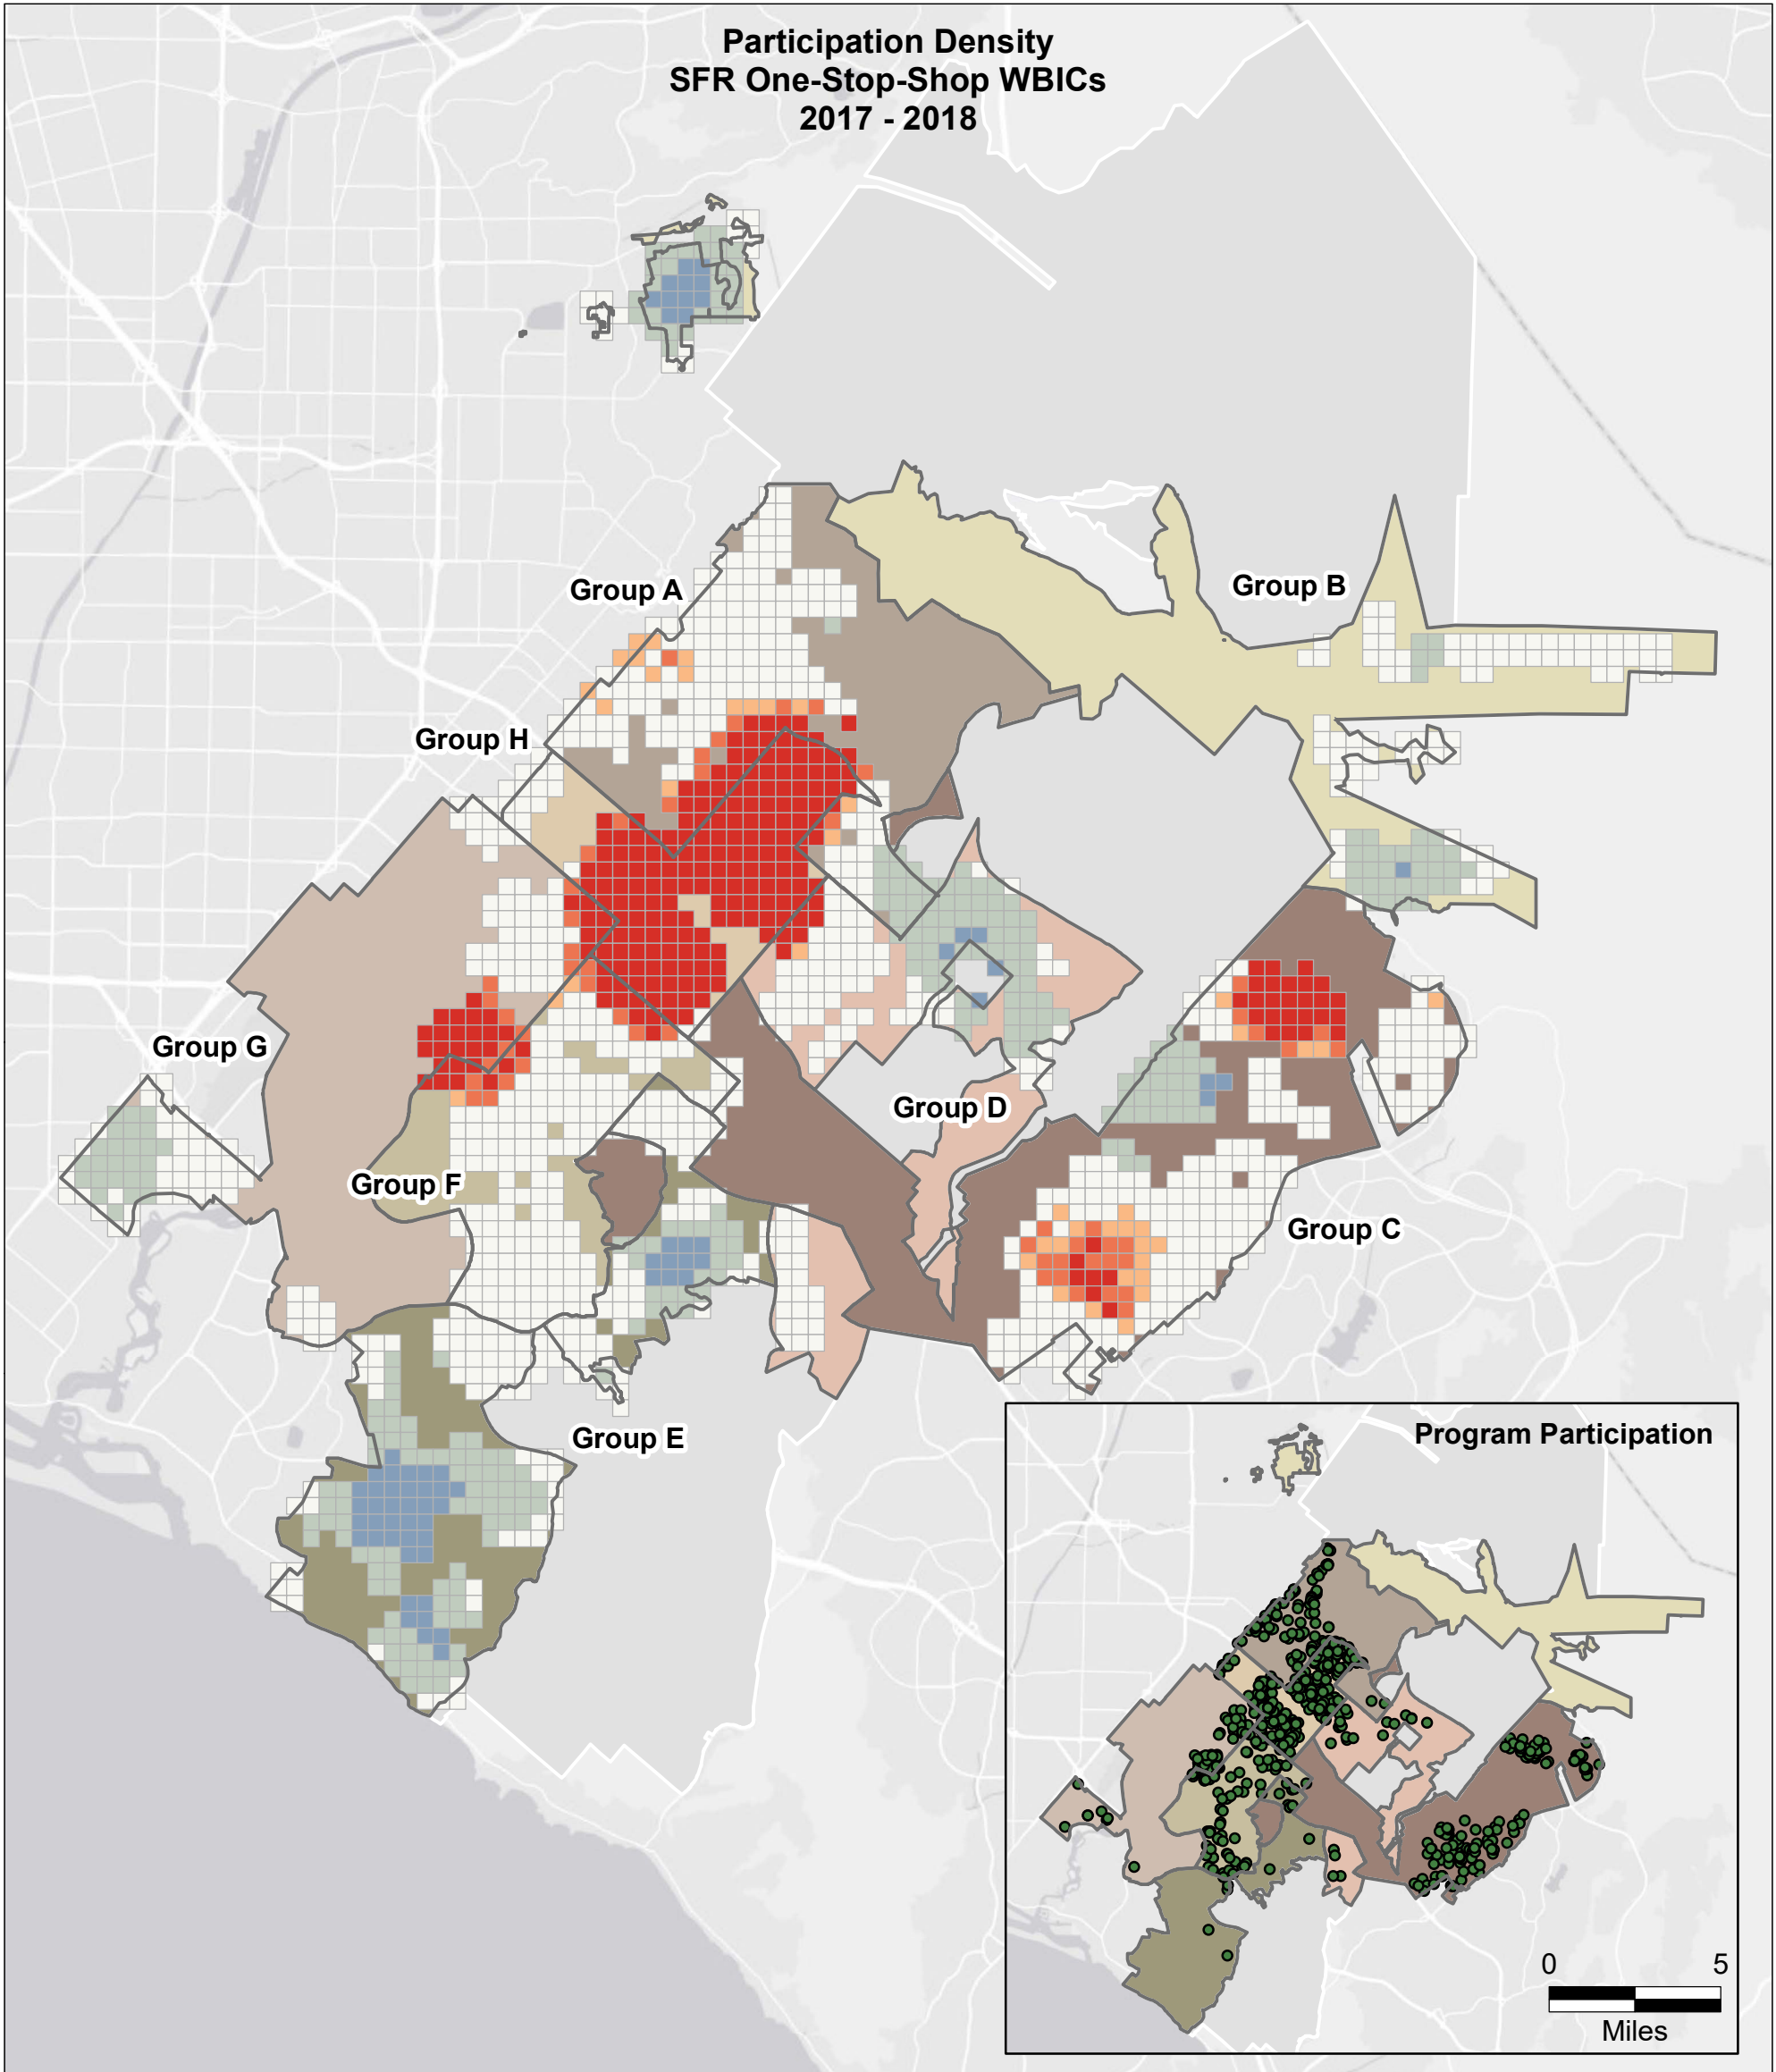 Participation Density
SFR One-Stop-Shop WBICs
2017 - 2018
Group A
Group B
Group H
Group G
Group D
Group F
Group C
Group E
Program Participation
0 5
Miles